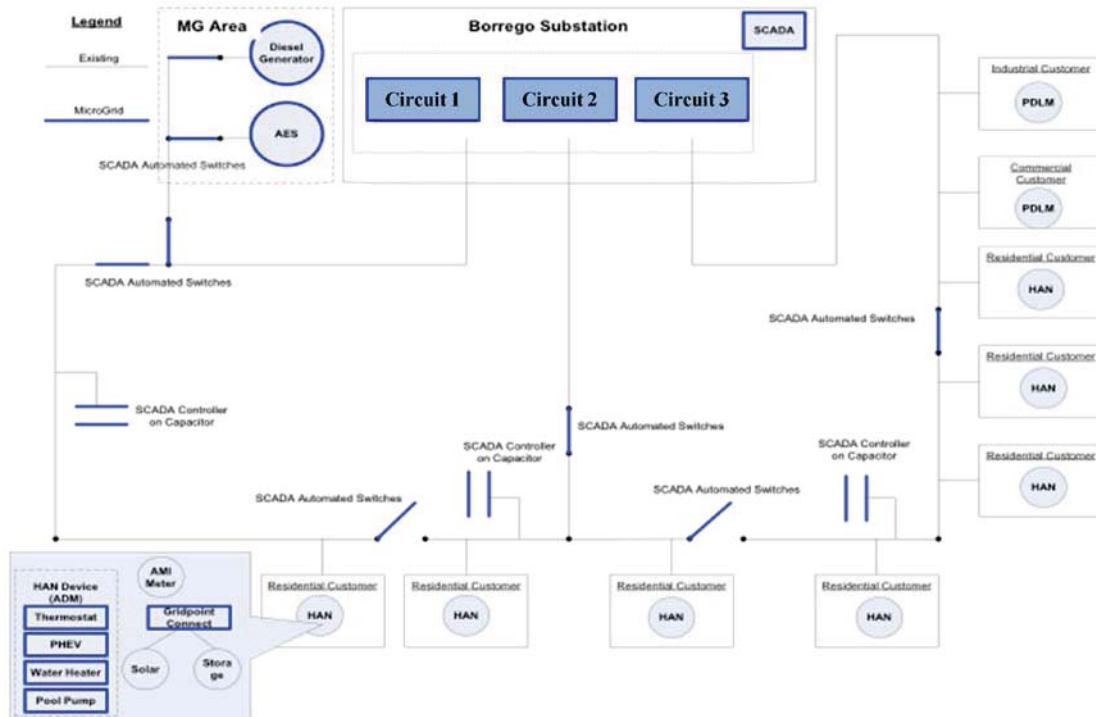 Legend
Existing
MicroGrid
MG Area
Diesel
Generator
AES
SCADA Automated Switches
Borrego Substation
SCADA
Circuit 1
Circuit 2
Circuit 3
Industrial Customer
PDLM
Commercial
Customer
PDLM
Residential Customer
HAN
Residential Customer
HAN
Residential Customer
HAN
SCADA Automated Switches
SCADA Automated Switches
SCADA Controller
on Capacitor
SCADA Automated Switches
SCADA Controller
on Capacitor
SCADA Automated Switches
SCADA Automated Switches
SCADA Controller
on Capacitor
HAN Device
(ADM)
Thermostat
PHEV
Water Heater
Pool Pump
AMI
Meter
Gridpoint
Connect
Solar
Stora
ge
Residential Customer
HAN
Residential Customer
HAN
Residential Customer
HAN
Residential Customer
HAN